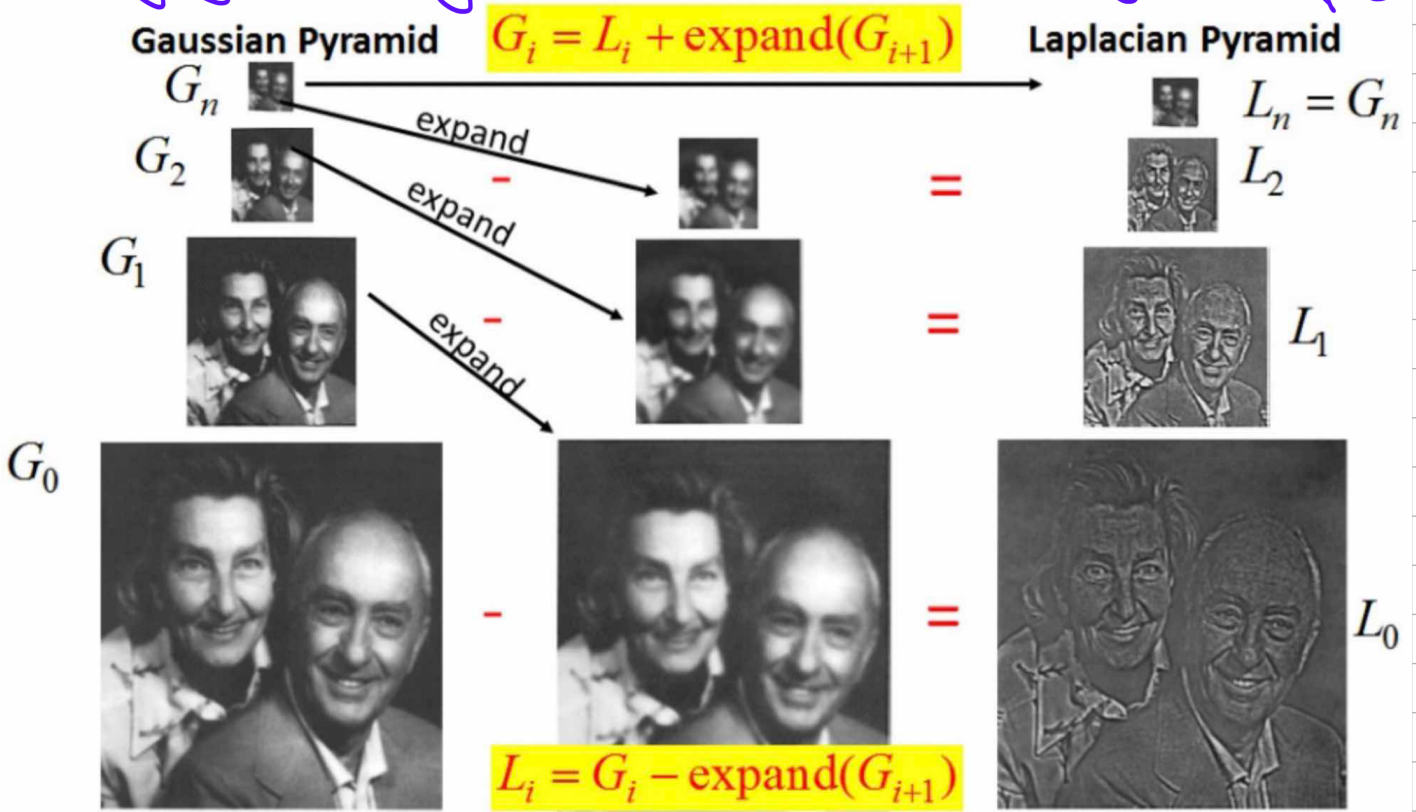 Gaussian Pyramid
G_i = L_i + expand(G_{i+1})
Laplacian Pyramid
G_n
L_n = G_n
expand
G_2
-
=
L_2
expand
G_1
-
=
L_1
expand
G_0
-
=
L_0
L_i = G_i - expand(G_{i+1})